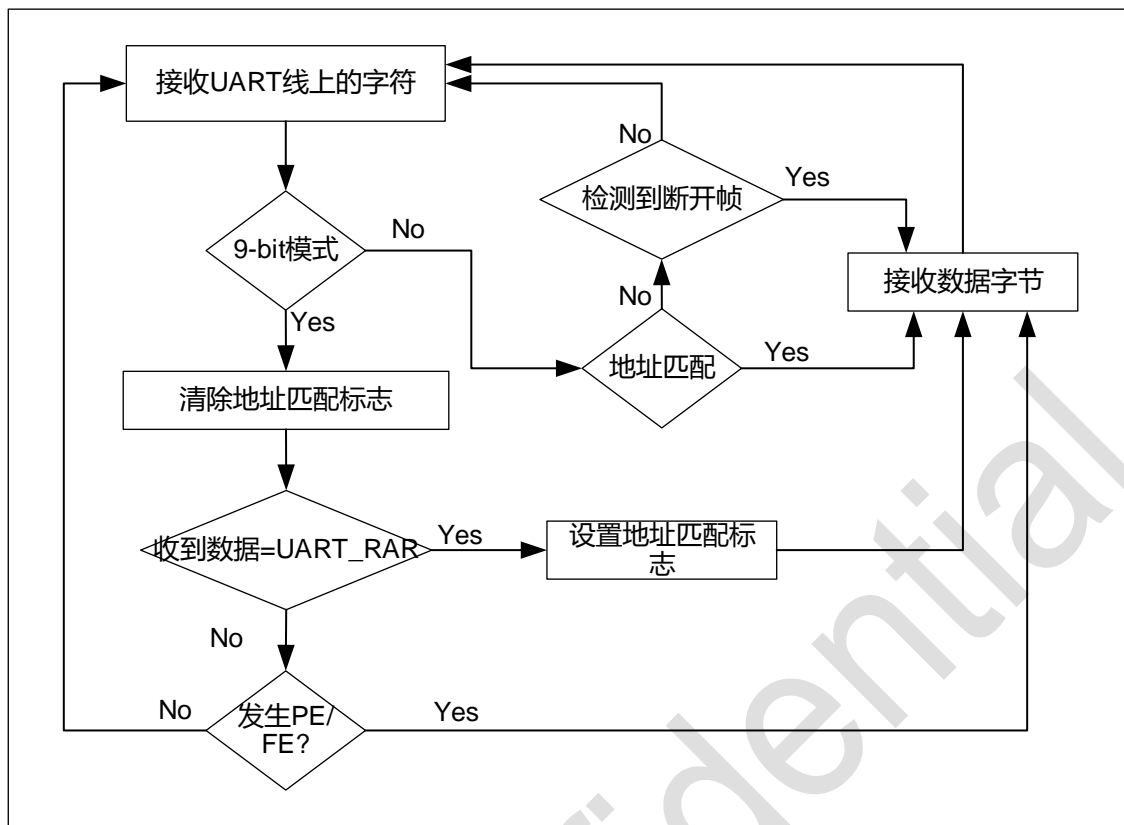 接收UART线上的字符
No
检测到断开帧
Yes
9-bit模式
No
接收数据字节
Yes
No
地址匹配
Yes
清除地址匹配标志
收到数据=UART_RAR
Yes
设置地址匹配标
志
No
No
发生PE/
FE?
Yes
fidential